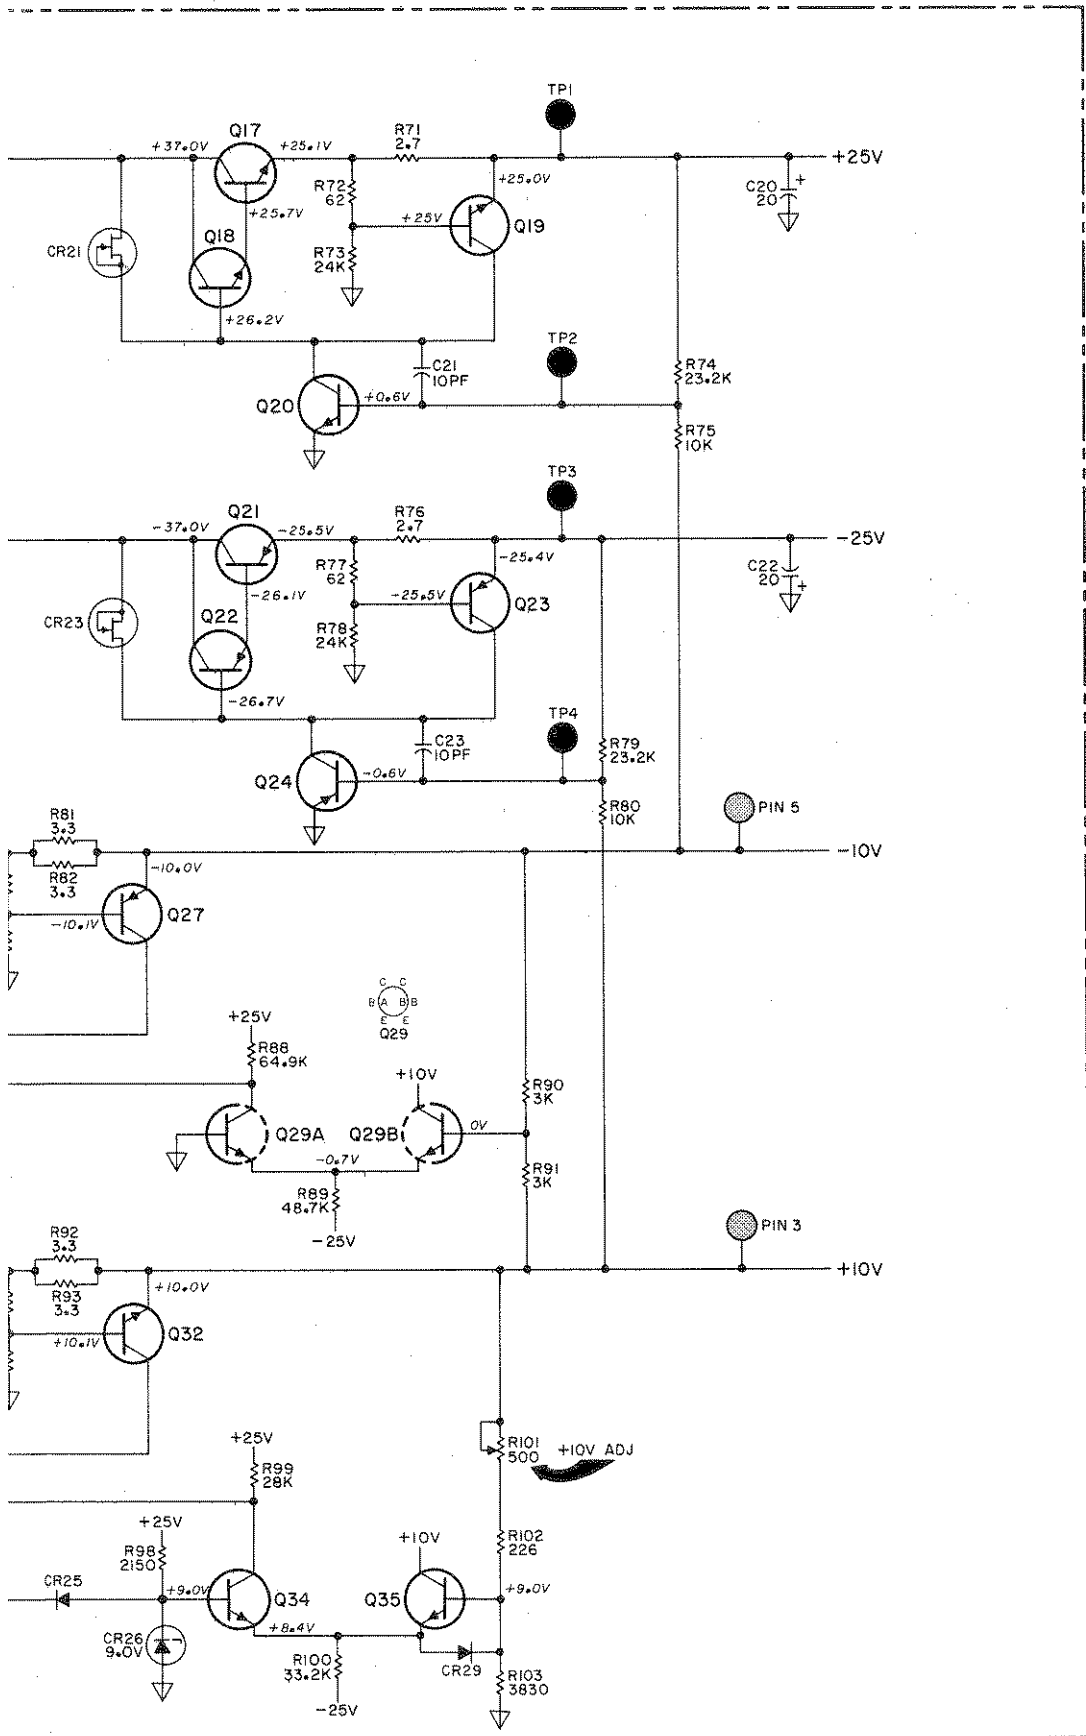 TP1
Q17
R71
2.7
+37.0V
+25.1V
+25V
R72
62
+25.0V
C20
20
+
+25.7V
+25V
Q19
Q18
CR21
R73
24K
+26.2V
TP2
C21
10PF
R74
23.2K
Q20
+0.6V
R75
10K
TP3
Q21
R76
2.7
-37.0V
-25.5V
-25V
-25.4V
R77
62
C22
20
+
-26.1V
-25.5V
Q23
CR23
Q22
R78
24K
-26.7V
TP4
C23
10PF
R79
23.2K
Q24
-0.6V
R80
10K
PIN 5
R81
3.3
-10V
R82
3.3
-10.0V
-10.1V
Q27
C C
B A B B
E E
Q29
+25V
R88
64.9K
+10V
R90
3K
Q29A
Q29B
0V
-0.7V
R91
3K
R89
48.7K
-25V
PIN 3
R92
3.3
+10V
R93
3.3
+10.0V
+10.1V
Q32
+25V
R101
500
+10V ADJ
R99
28K
+25V
+10V
R102
226
R98
2150
CR25
+9.0V
Q34
Q35
+9.0V
+8.4V
CR26
9.0V
R100
33.2K
CR29
R103
3830
-25V